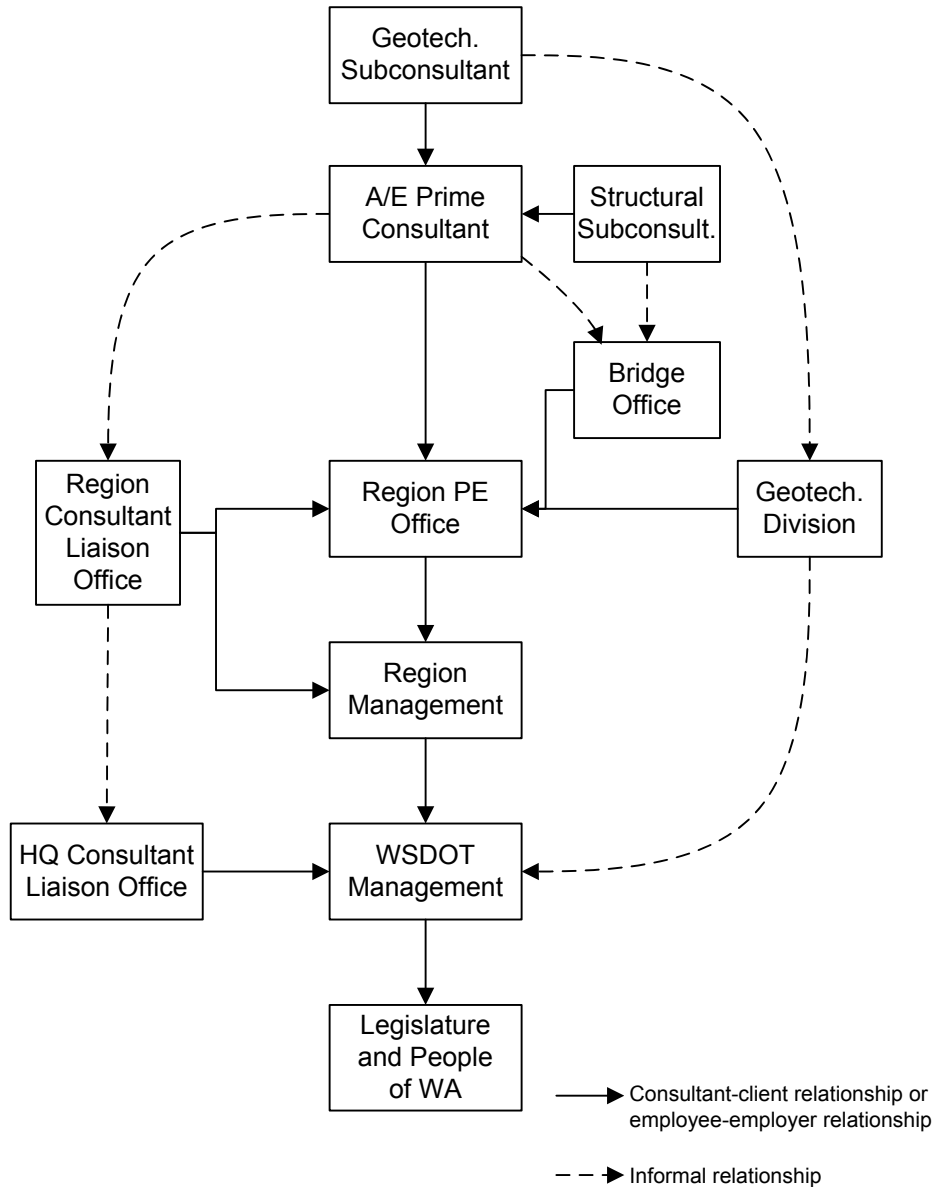 Geotech.
Subconsultant
A/E Prime
Consultant
Structural
Subconsult.
Bridge
Office
Region
Consultant
Liaison
Office
Region PE
Office
Geotech.
Division
Region
Management
HQ Consultant
Liaison Office
WSDOT
Management
Legislature
and People
of WA
Consultant-client relationship or
employee-employer relationship
Informal relationship